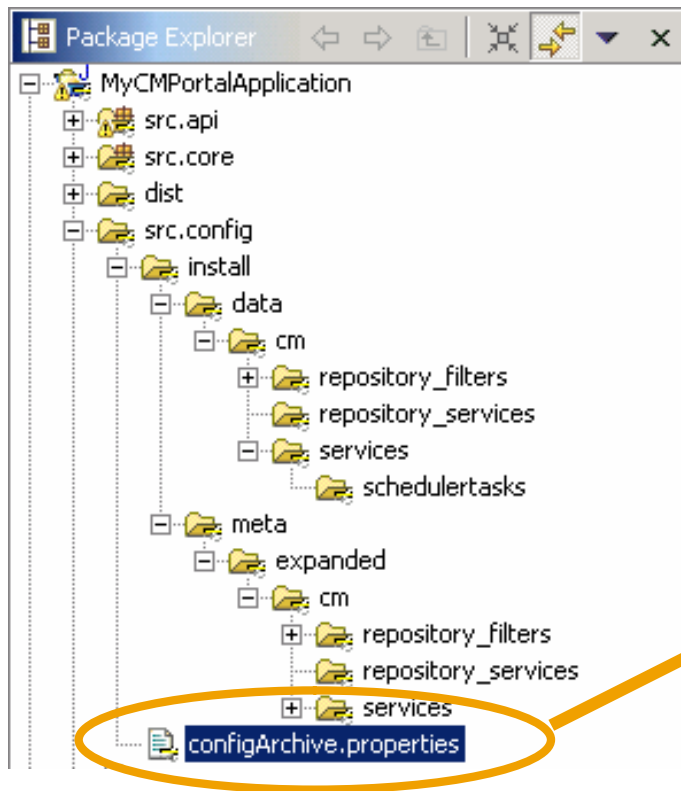 Package Explorer
MyCMPortalApplication
src.api
src.core
dist
src.config
install
data
cm
repository_filters
repository_services
services
schedulertasks
meta
expanded
cm
repository_filters
repository_services
services
configArchive.properties